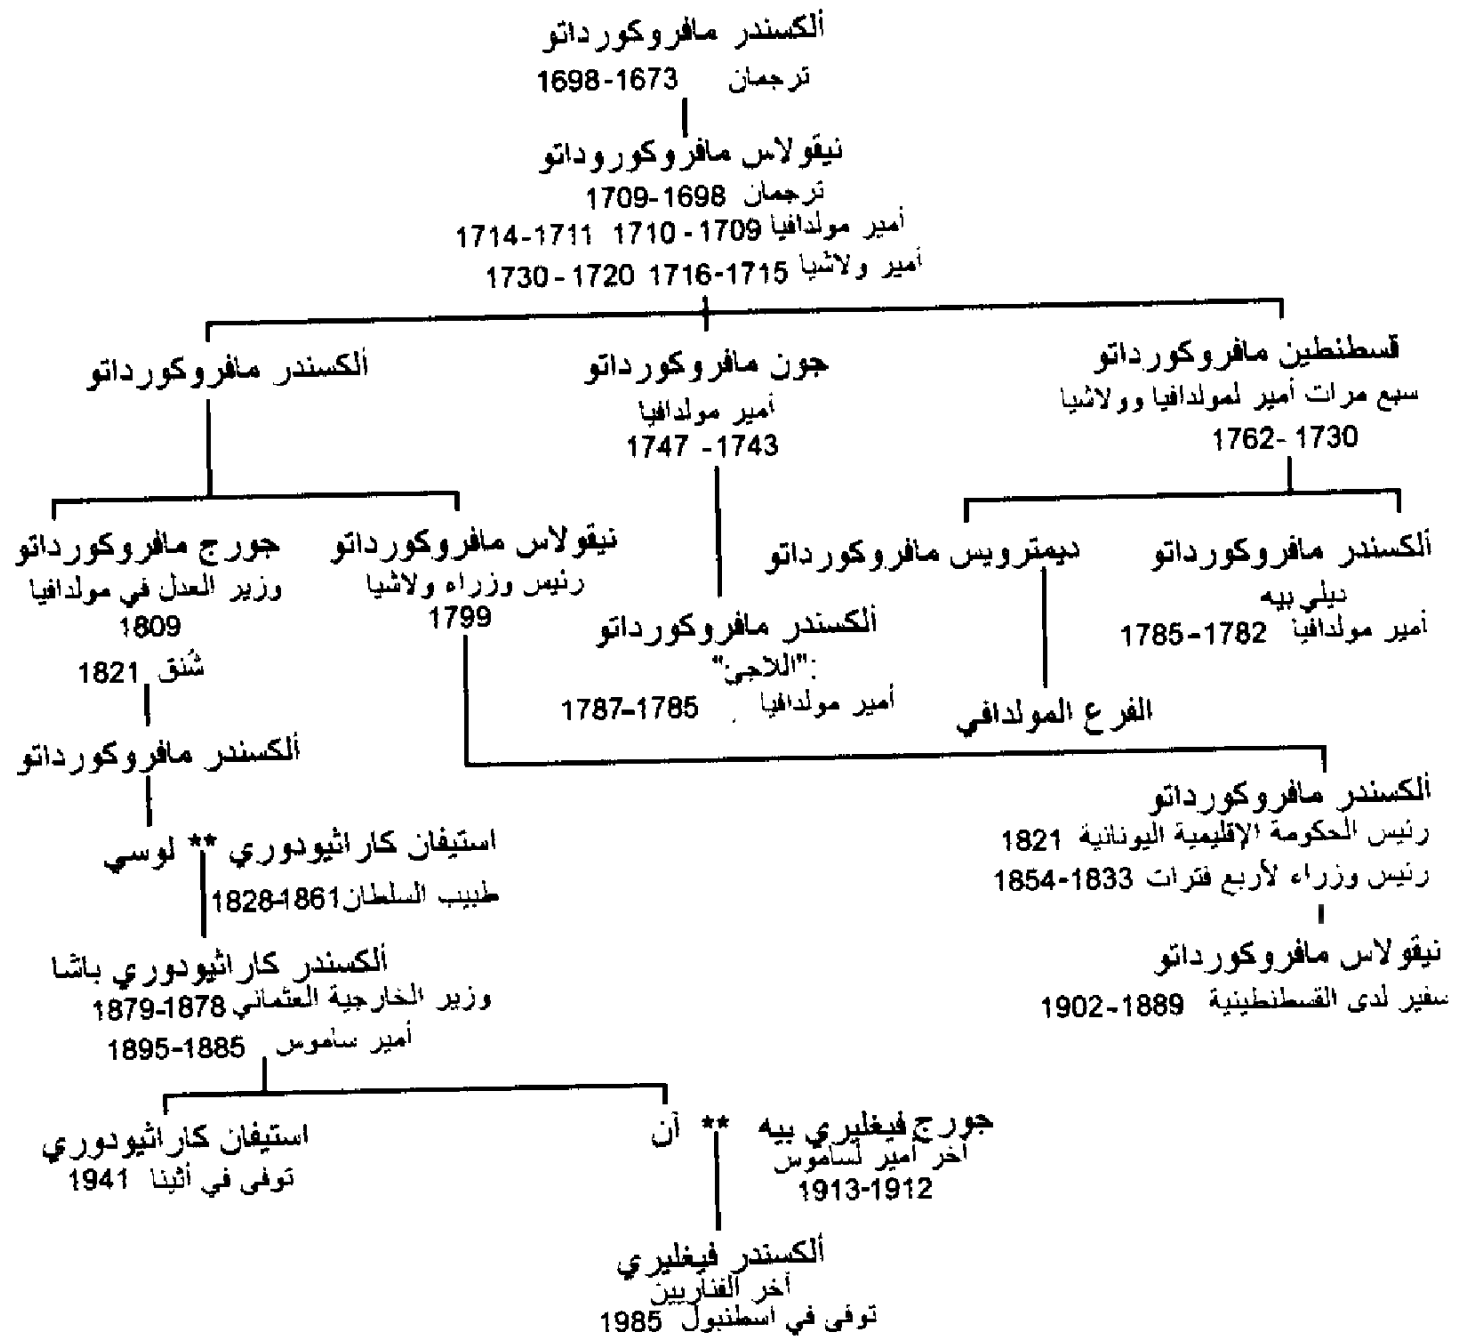 ألكسندر مافروكورداتو
ترجمان 1673-1698
نيقولاس مافروكوروداتو
ترجمان 1698-1709
أمير مولدافيا 1709-1710 1711-1714
أمير ولاشيا 1715-1716 1720-1730
قسطنطين مافروكورداتو
سبع مرات أمير لمولدافيا وولاشيا
1730-1762
جون مافروكورداتو
أمير مولدافيا
1743-1747
ألكسندر مافروكورداتو
ألكسندر مافروكورداتو
ديلي بيه
أمير مولدافيا 1782-1785
ديمترويس مافروكورداتو
الفرع المولدافي
ألكسندر مافروكورداتو
"اللاجئ":
أمير مولدافيا 1785-1787
نيقولاس مافروكورداتو
رئيس وزراء ولاشيا
1799
جورج مافروكورداتو
وزير العدل في مولدافيا
1809
شُنق 1821
ألكسندر مافروكورداتو
ألكسندر مافروكورداتو
رئيس الحكومة الإقليمية اليونانية 1821
رئيس وزراء لأربع فترات 1833-1854
نيقولاس مافروكورداتو
سفير لدى القسطنطينية 1889-1902
استيفان كاراثيودوري ** لوسي
طبيب السلطان 1861-1828
ألكسندر كاراثيودوري باشا
وزير الخارجية العثماني 1878-1879
أمير ساموس 1885-1895
جورج فيغليري بيه ** آن
آخر أمير لساموس
1912-1913
استيفان كاراثيودوري
توفى في أثينا 1941
ألكسندر فيغليري
آخر الفناريين
توفى في اسطنبول 1985